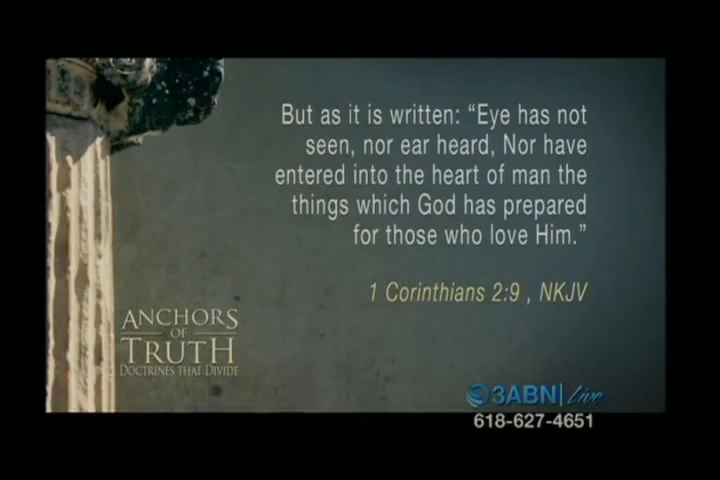 But as it is written: “Eye has not
seen, nor ear heard, Nor have
entered into the heart of man the
things which God has prepared
for those who love Him.”
1 Corinthians 2:9 , NKJV
ANCHORS
OF
TRUTH
DOCTRINES THAT DIVIDE
3ABN Live
618-627-4651